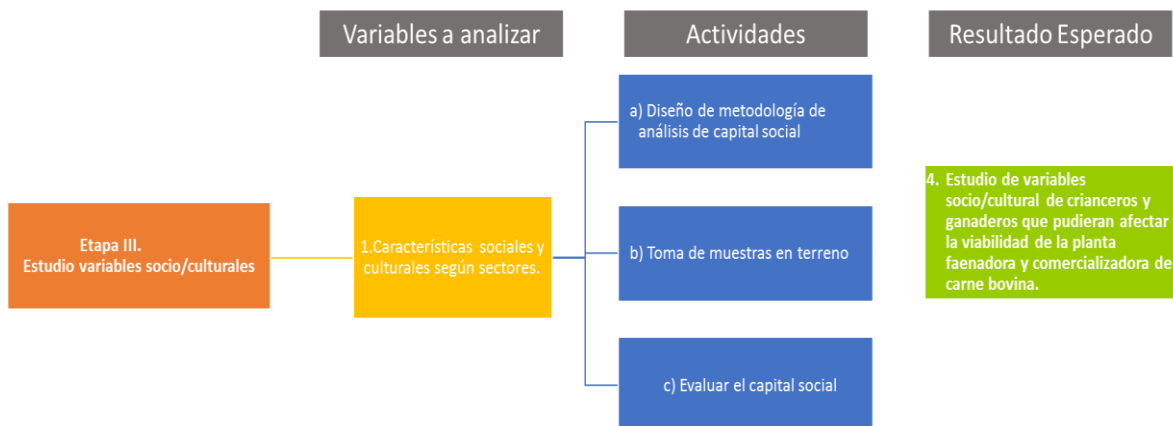 Variables a analizar
Actividades
Resultado Esperado
a) Diseño de metodología de
análisis de capital social
Etapa III.
Estudio variables socio/culturales
1.Características sociales y
culturales según sectores.
b) Toma de muestras en terreno
c) Evaluar el capital social
4. Estudio de variables
socio/cultural de crianceros y
ganaderos que pudieran afectar
la viabilidad de la planta
faenadora y comercializadora de
carne bovina.